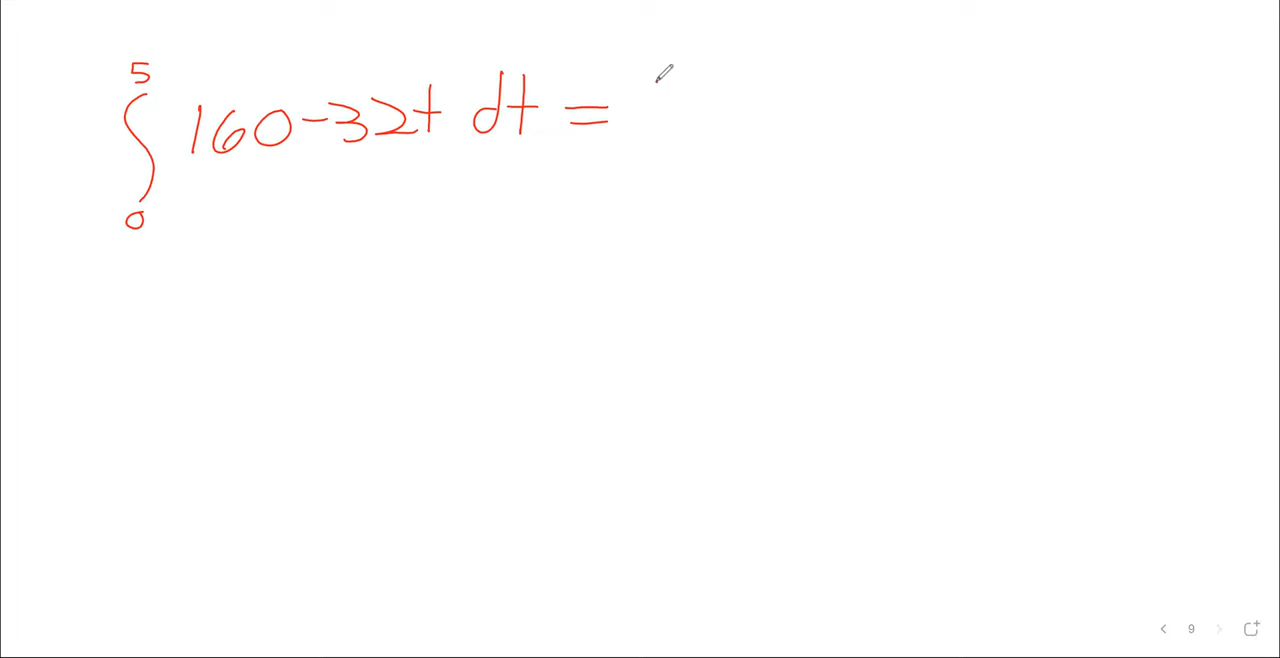 ∫₀⁵ 160-32t dt =
9